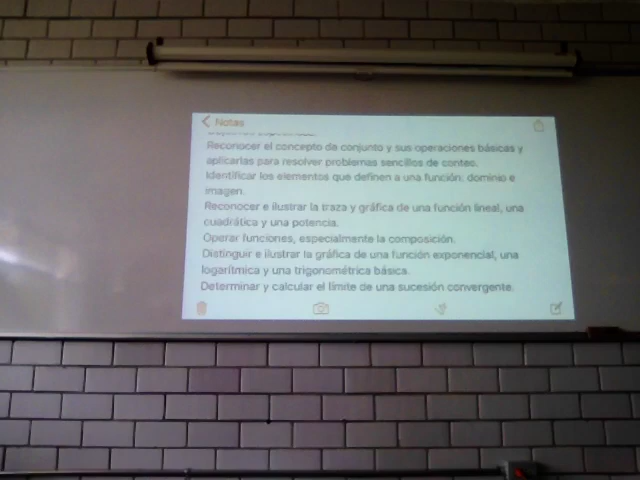 Notas
Reconocer el concepto de conjunto y sus operaciones básicas y
aplicarlas para resolver problemas sencillos de conteo.
Identificar los elementos que definen a una función: dominio e
imagen.
Reconocer e ilustrar la traza y gráfica de una función lineal, una
cuadrática y una potencia.
Operar funciones, especialmente la composición.
Distinguir e ilustrar la gráfica de una función exponencial, una
logarítmica y una trigonométrica básica.
Determinar y calcular el límite de una sucesión convergente.